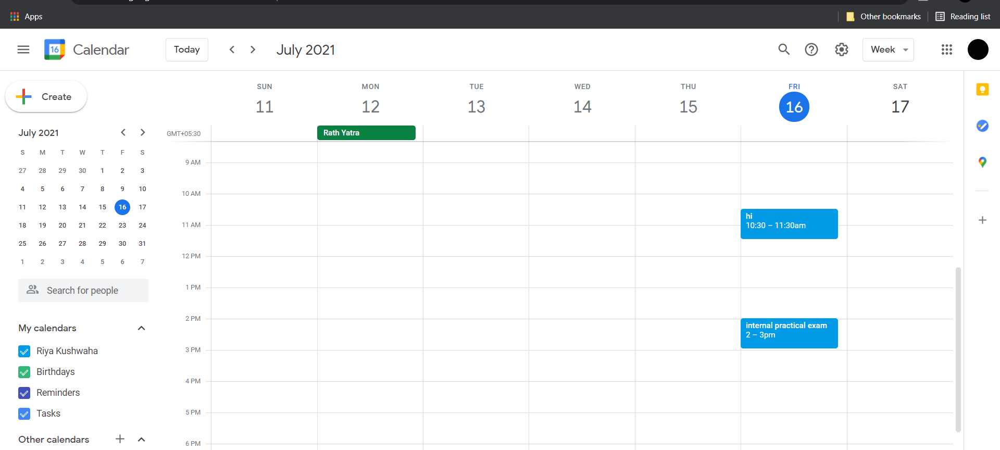 Apps
Other bookmarks
Reading list
16
Calendar
Today
July 2021
Week
Create
SUN MON TUE WED THU FRI SAT
11 12 13 14 15 16 17
July 2021
S M T W T F S
27 28 29 30 1 2 3
4 5 6 7 8 9 10
11 12 13 14 15 16 17
18 19 20 21 22 23 24
25 26 27 28 29 30 31
1 2 3 4 5 6 7
Search for people
My calendars
Riya Kushwaha
Birthdays
Reminders
Tasks
Other calendars
GMT+05:30
Rath Yatra
9 AM
10 AM
hi
10:30 – 11:30am
11 AM
12 PM
1 PM
2 PM
internal practical exam
2 – 3pm
3 PM
4 PM
5 PM
6 PM